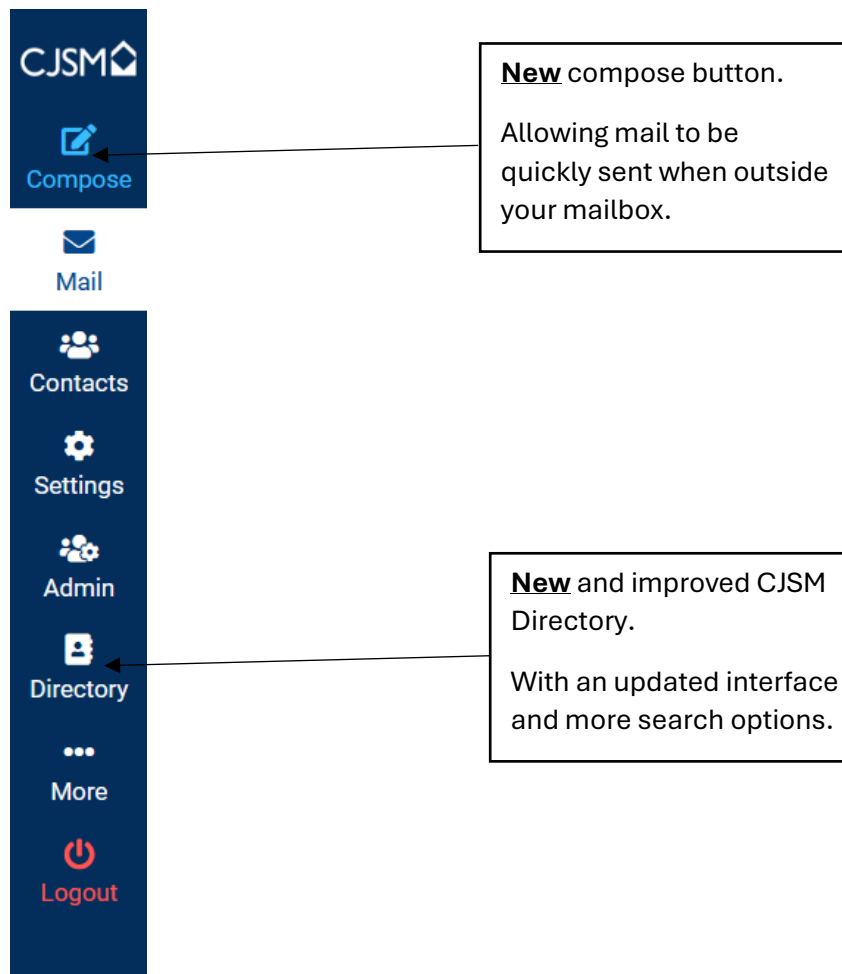 CJSM
Compose
Mail
Contacts
Settings
Admin
Directory
More
Logout
New compose button.
Allowing mail to be
quickly sent when outside
your mailbox.
New and improved CJSM
Directory.
With an updated interface
and more search options.